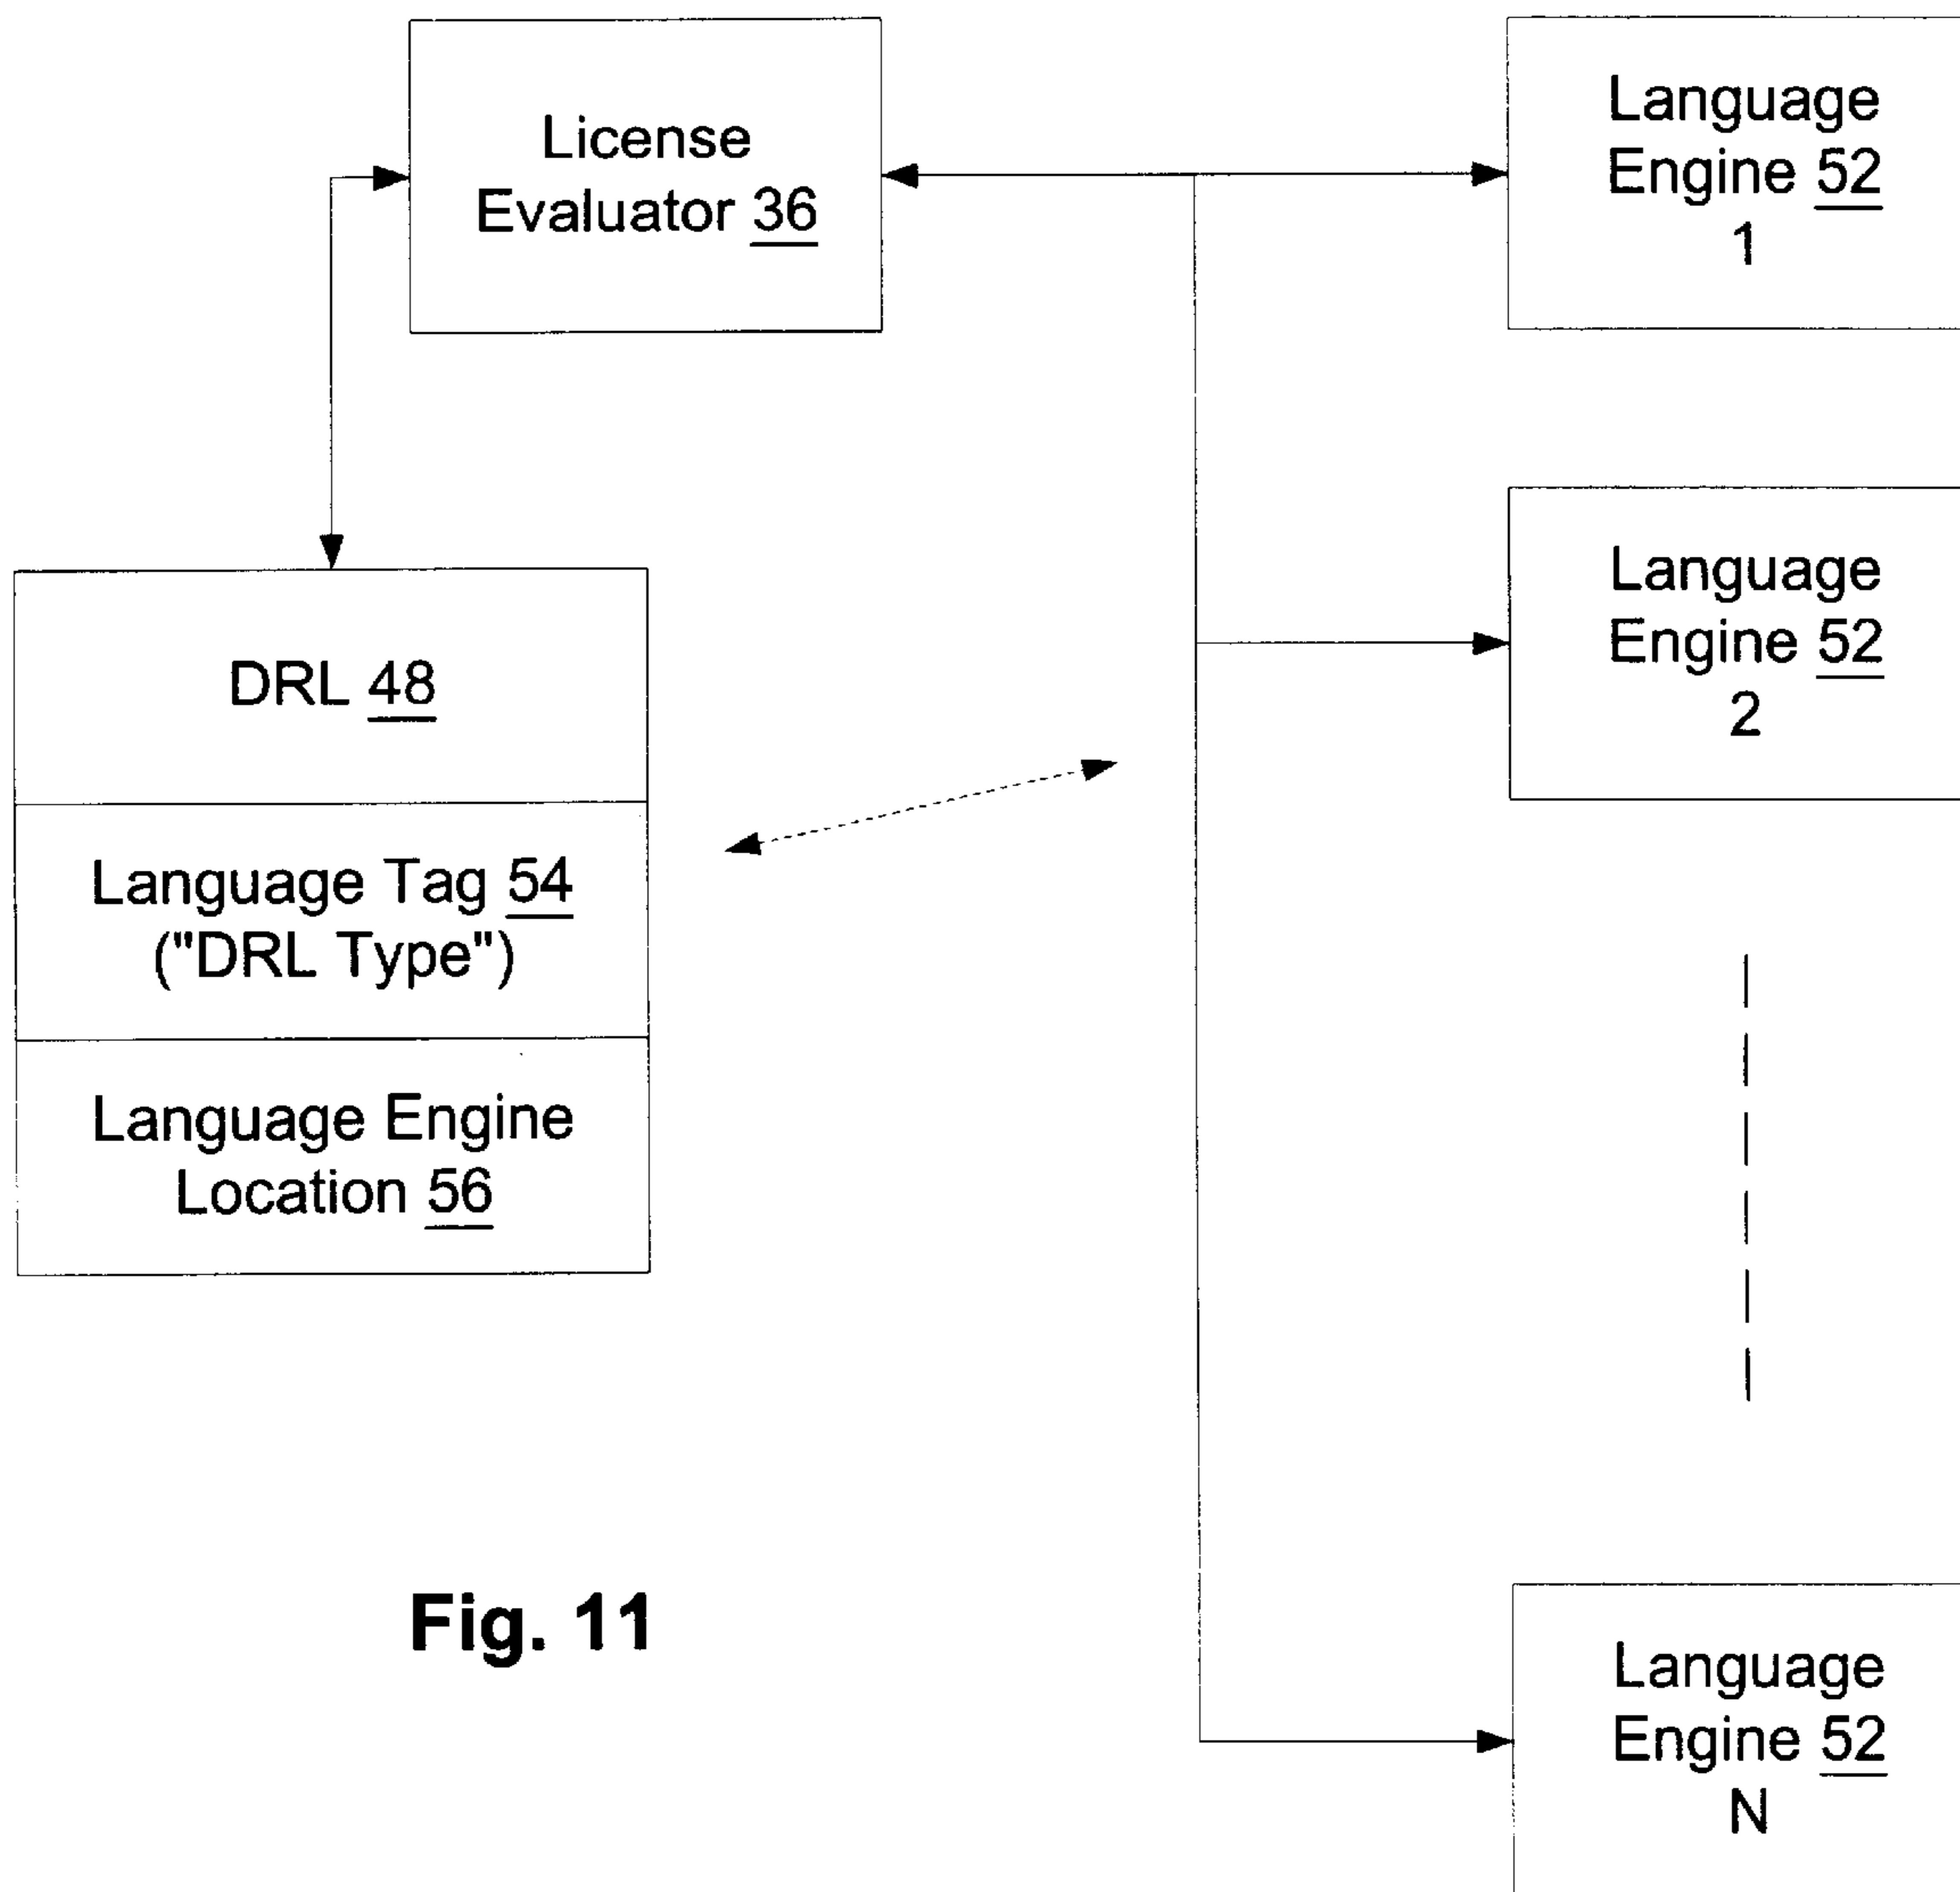 License
Evaluator 36
Language
Engine 52
1
Language
Engine 52
2
DRL 48
Language Tag 54
("DRL Type")
Language Engine
Location 56
Fig. 11
Language
Engine 52
N